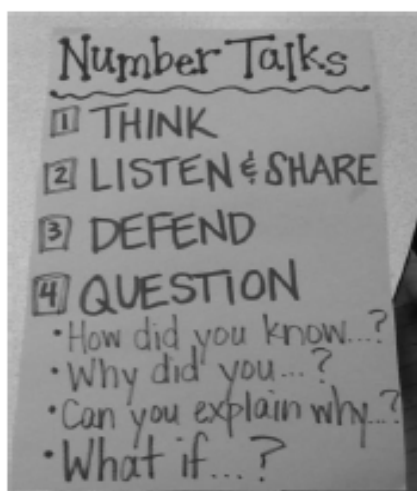 Number Talks
1 THINK
2 LISTEN & SHARE
3 DEFEND
4 QUESTION
• How did you know...?
• Why did you...?
• Can you explain why...?
• What if...?